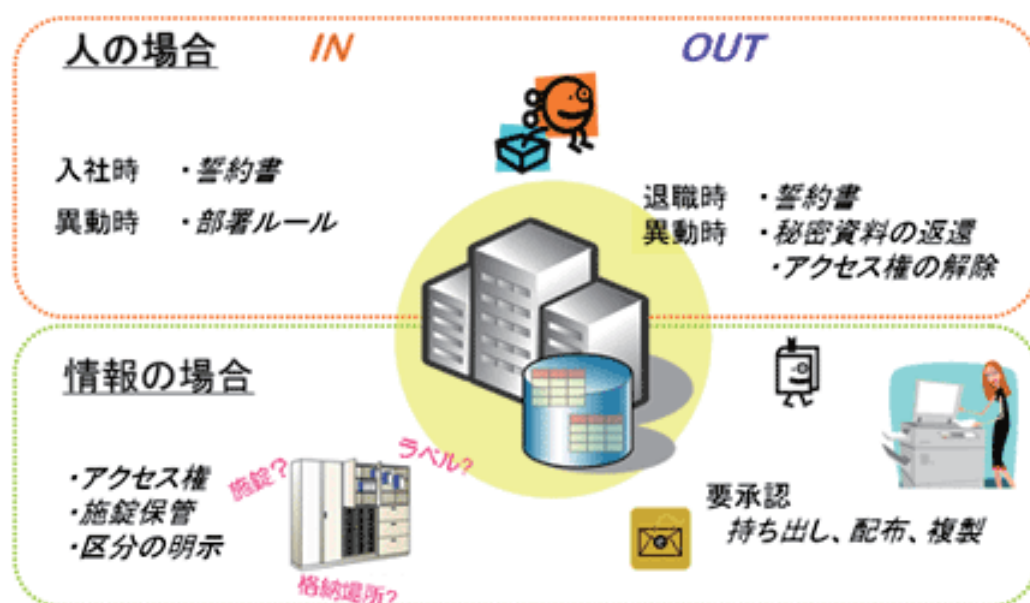 人の場合
IN
OUT
入社時 ・誓約書
異動時 ・部署ルール
退職時 ・誓約書
異動時 ・秘密資料の返還
・アクセス権の解除
情報の場合
・アクセス権
・施錠保管
・区分の明示
施錠?
ラベル?
格納場所?
要承認
持ち出し、配布、複製